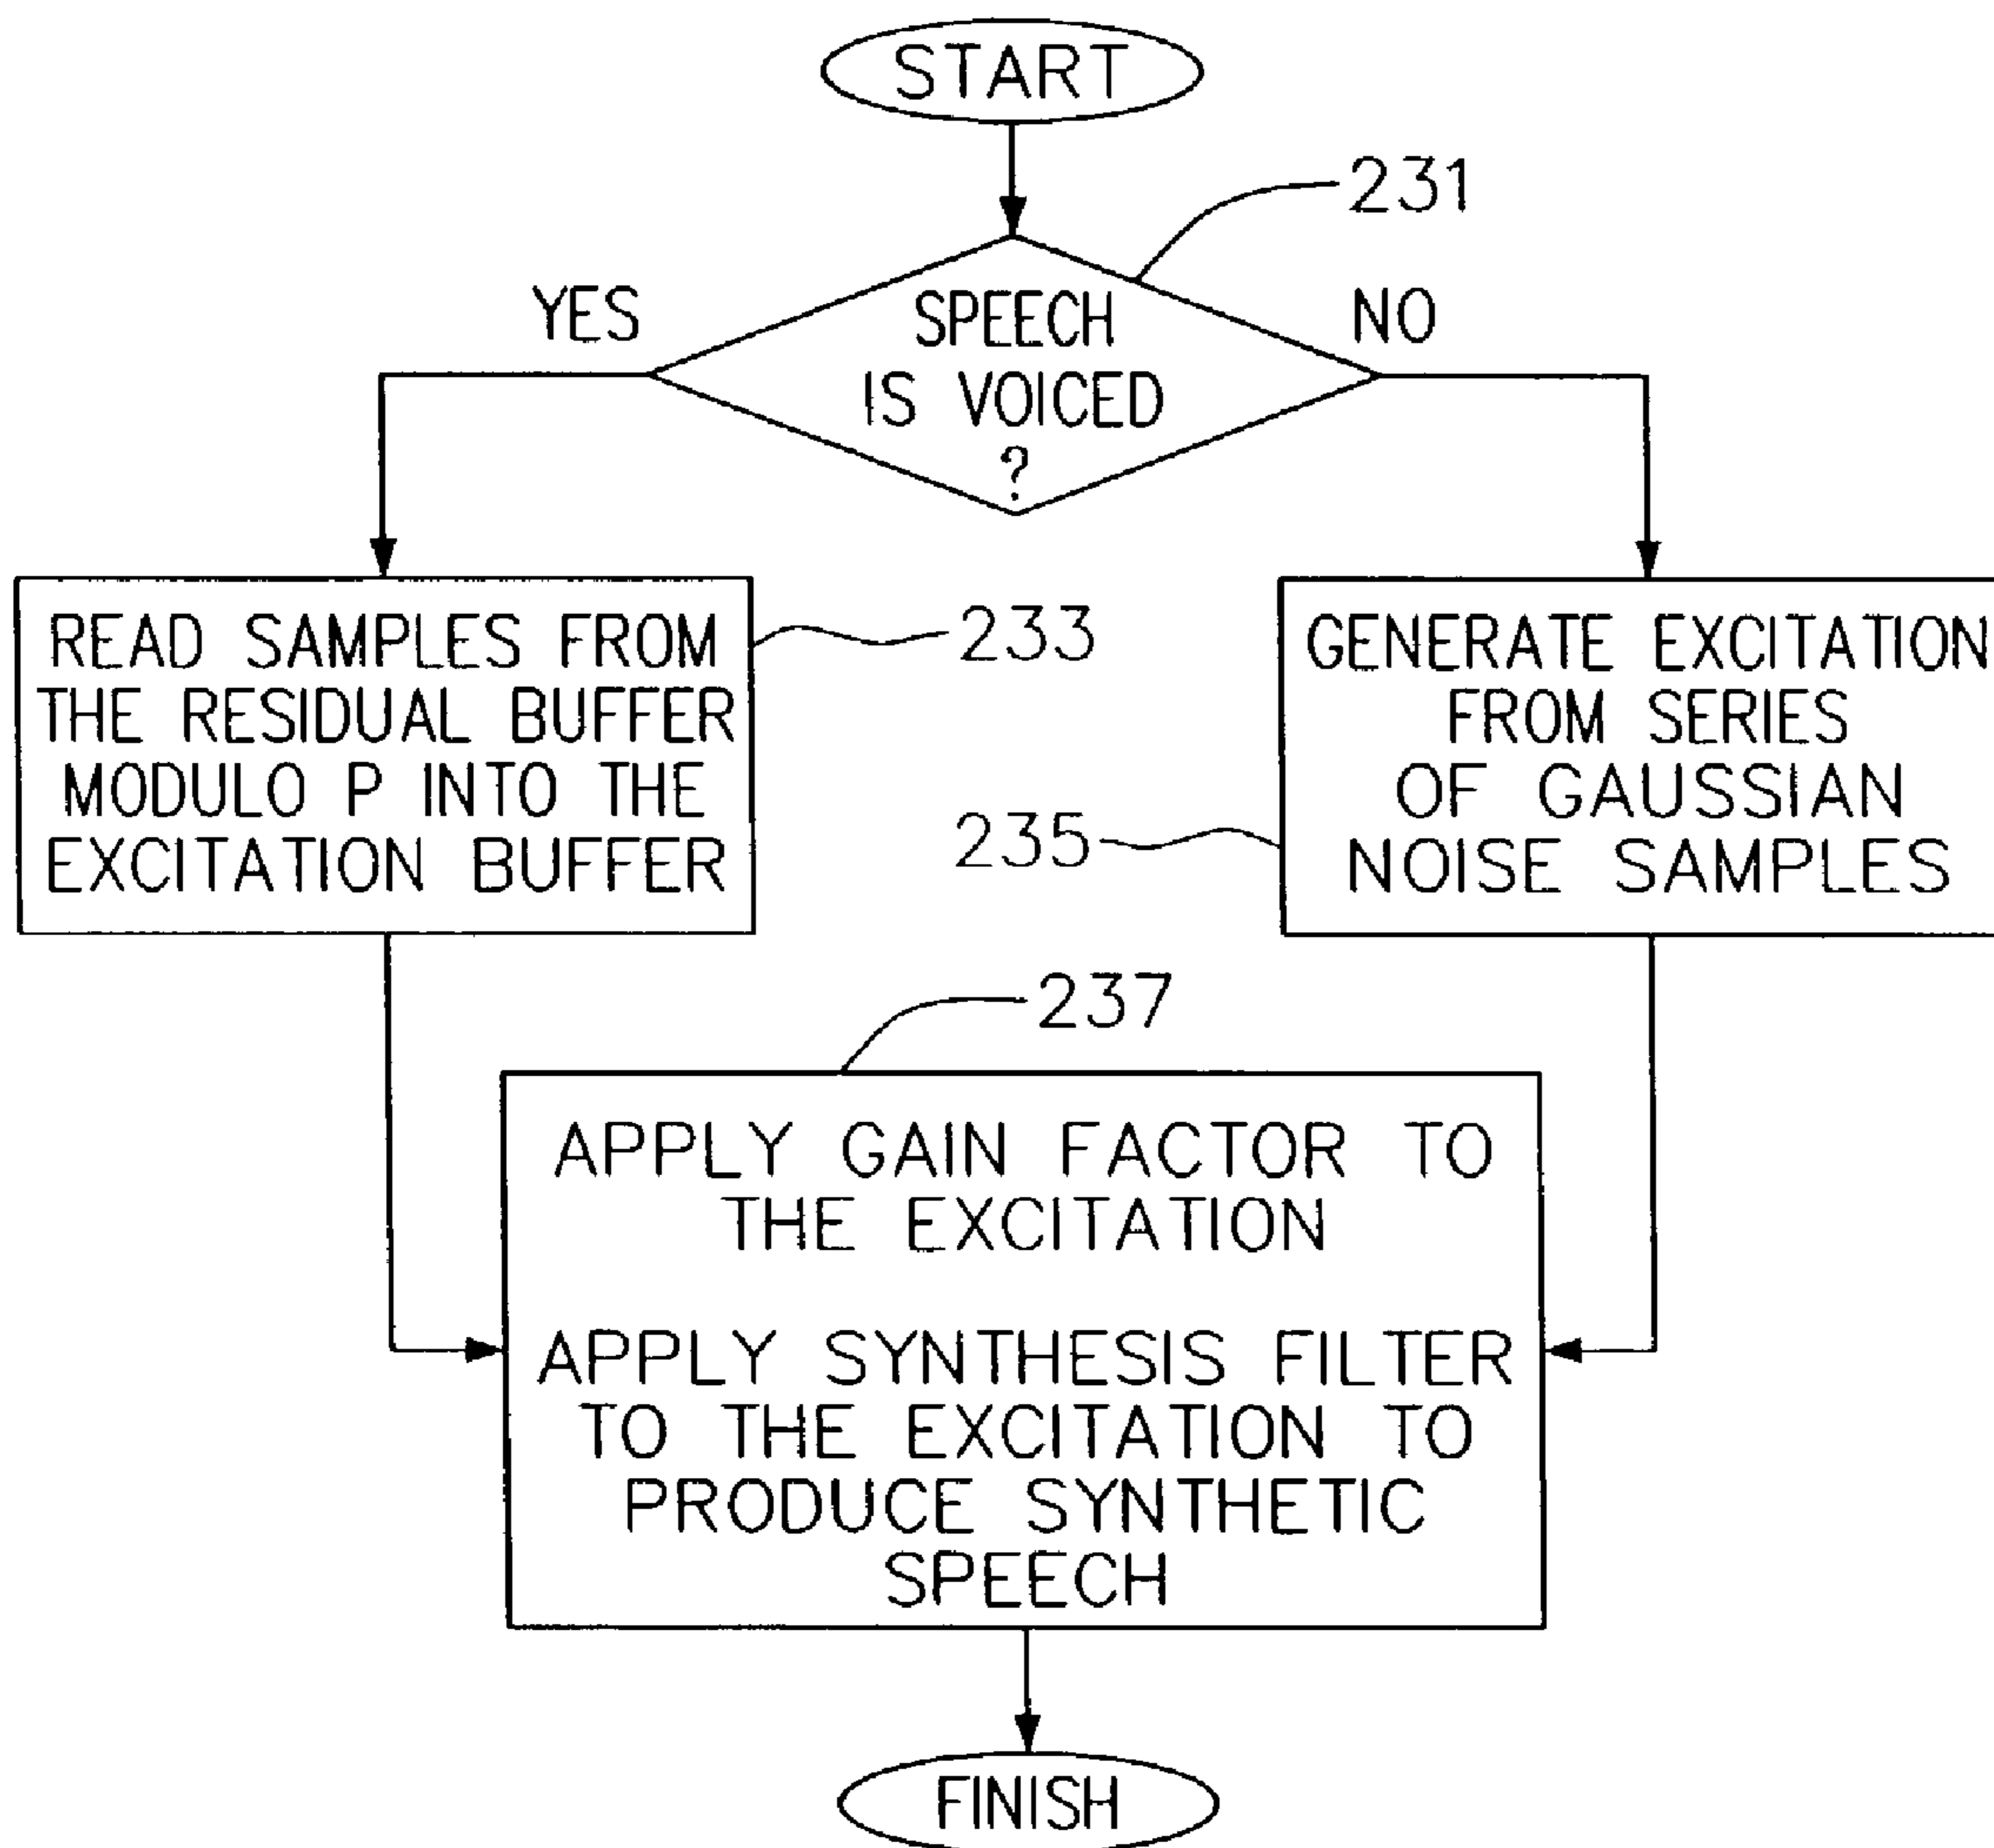 START
231
YES
NO
SPEECH
IS VOICED
?
READ SAMPLES FROM
THE RESIDUAL BUFFER
MODULO P INTO THE
EXCITATION BUFFER
233
GENERATE EXCITATION
FROM SERIES
OF GAUSSIAN
NOISE SAMPLES
235
237
APPLY GAIN FACTOR TO
THE EXCITATION
APPLY SYNTHESIS FILTER
TO THE EXCITATION TO
PRODUCE SYNTHETIC
SPEECH
FINISH